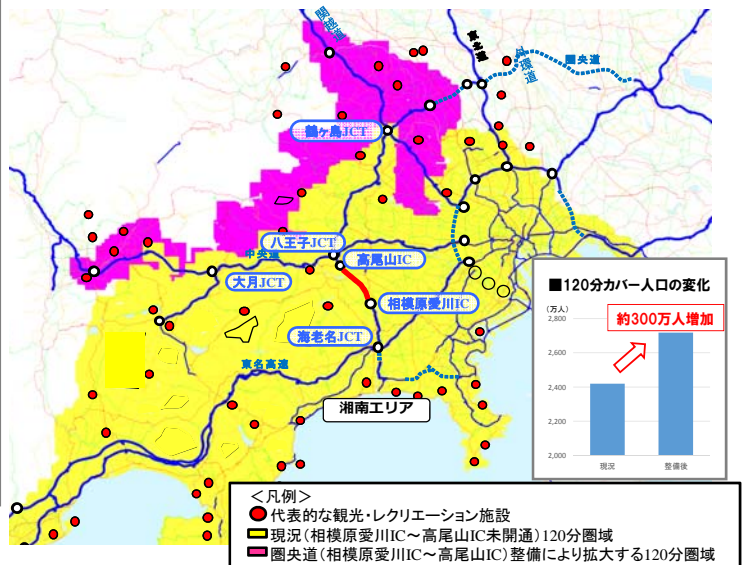 関越道
東北道
外環道
圏央道
鶴ヶ島JCT
八王子JCT
中央道
高尾山IC
大月JCT
相模原愛川IC
海老名JCT
東名高速
湘南エリア
■120分カバー人口の変化
(万人)
約300万人増加
2,800
2,600
2,400
2,200
2,000
現況
整備後
＜凡例＞
代表的な観光・レクリエーション施設
現況(相模原愛川IC～高尾山IC未開通)120分圏域
圏央道(相模原愛川IC～高尾山IC)整備により拡大する120分圏域